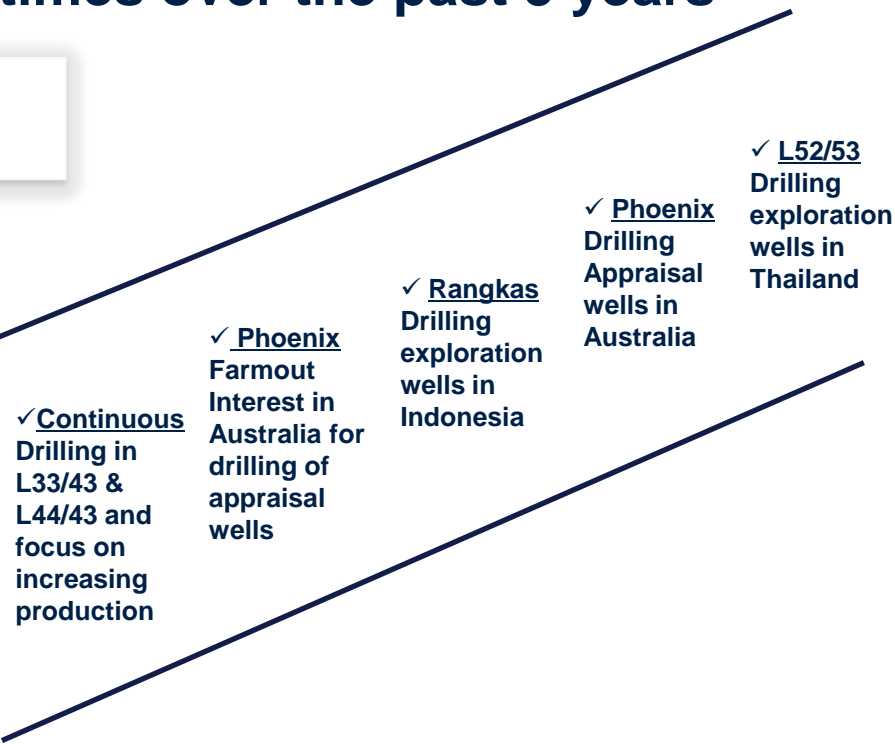 times over the past 5 years
✓Continuous
Drilling in
L33/43 &
L44/43 and
focus on
increasing
production
✓ Phoenix
Farmout
Interest in
Australia for
drilling of
appraisal
wells
✓ Rangkas
Drilling
exploration
wells in
Indonesia
✓ Phoenix
Drilling
Appraisal
wells in
Australia
✓ L52/53
Drilling
exploration
wells in
Thailand